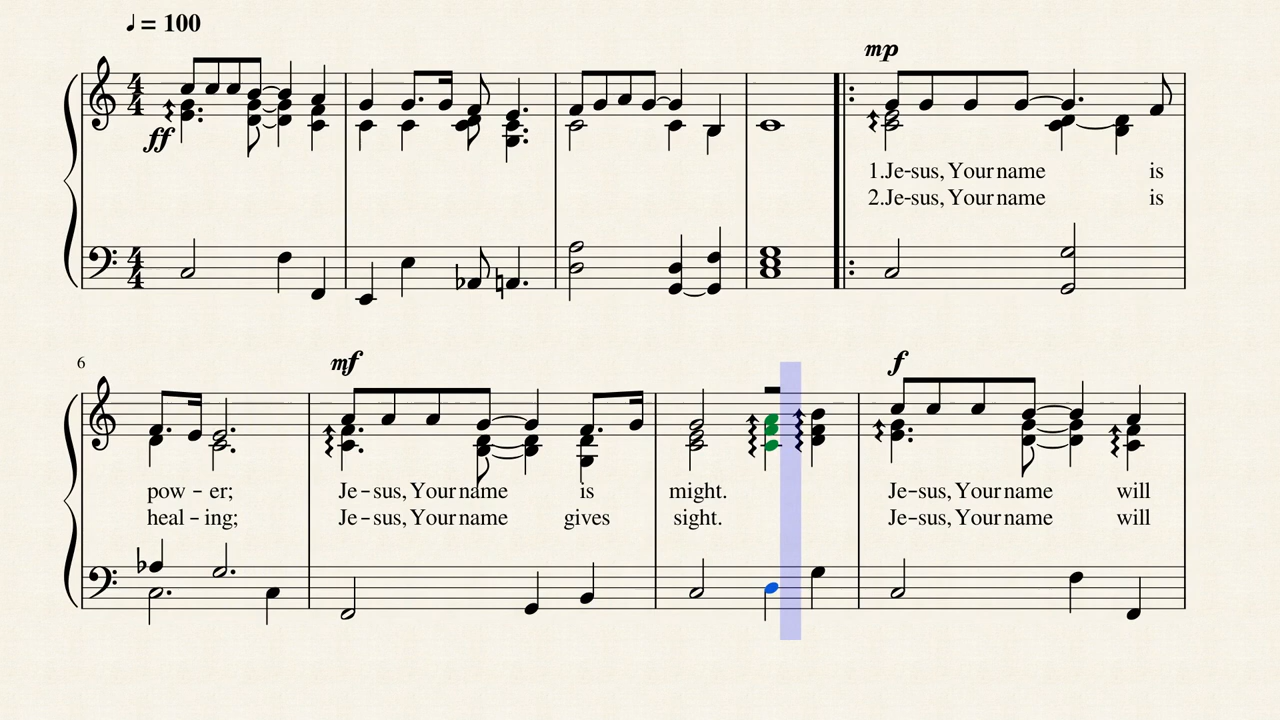 ♩ = 100
mp
ff
1.Je-sus, Your name is
2.Je-sus, Your name is
6
mf
f
pow - er; Je - sus, Your name is might. Je - sus, Your name will
heal - ing; Je - sus, Your name gives sight. Je - sus, Your name will